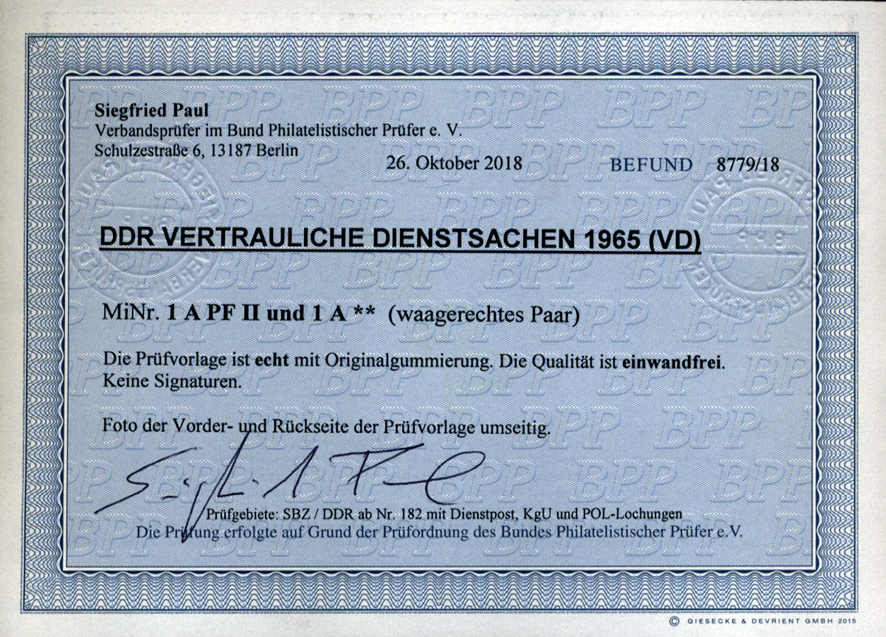 Siegfried Paul
Verbandsprüfer im Bund Philatelistischer Prüfer e. V.
Schulzestraße 6, 13187 Berlin
26. Oktober 2018 BEFUND 8779/18
DDR VERTRAULICHE DIENSTSACHEN 1965 (VD)
MiNr. 1 A PF II und 1 A ** (waagerechtes Paar)
Die Prüfvorlage ist echt mit Originalgummierung. Die Qualität ist einwandfrei.
Keine Signaturen.
Foto der Vorder- und Rückseite der Prüfvorlage umseitig.
Prüfgebiete: SBZ / DDR ab Nr. 182 mit Dienstpost, KgU und POL-Lochungen
Die Prüfung erfolgte auf Grund der Prüfordnung des Bundes Philatelistischer Prüfer e.V.
© GIESECKE & DEVRIENT GMBH 2015